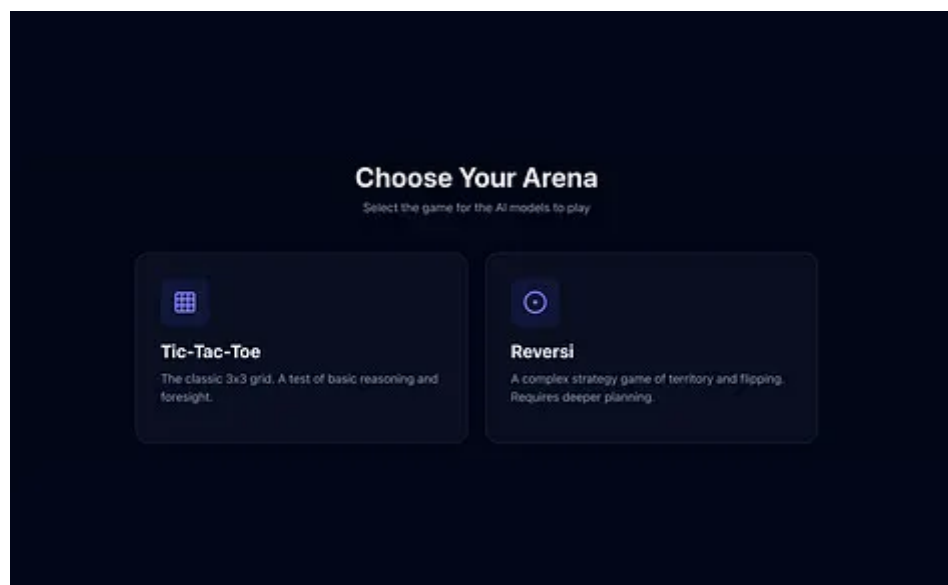 Choose Your Arena
Select the game for the AI models to play
Tic-Tac-Toe
The classic 3x3 grid. A test of basic reasoning and
foresight.
Reversi
A complex strategy game of territory and flipping.
Requires deeper planning.